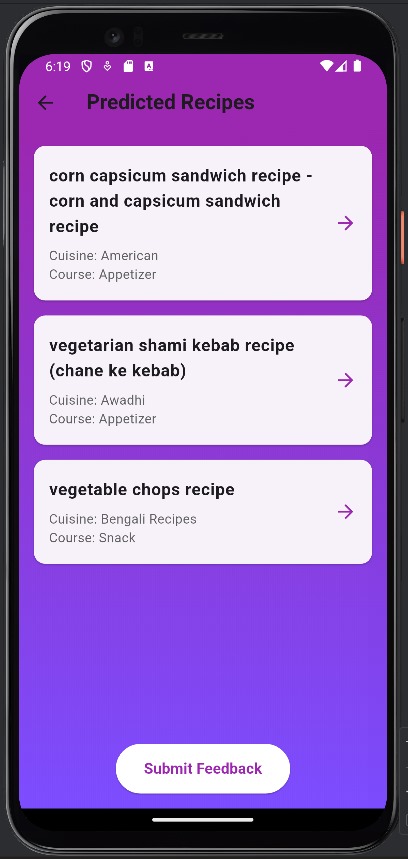 6:19
Predicted Recipes
corn capsicum sandwich recipe -
corn and capsicum sandwich
recipe
Cuisine: American
Course: Appetizer
vegetarian shami kebab recipe
(chane ke kebab)
Cuisine: Awadhi
Course: Appetizer
vegetable chops recipe
Cuisine: Bengali Recipes
Course: Snack
Submit Feedback